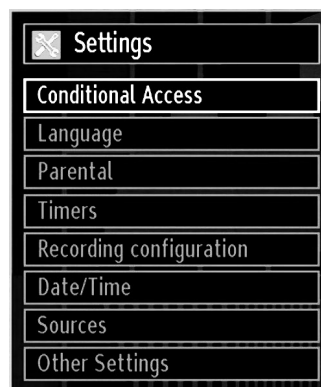 Settings
Conditional Access
Language
Parental
Timers
Recording configuration
Date/Time
Sources
Other Settings